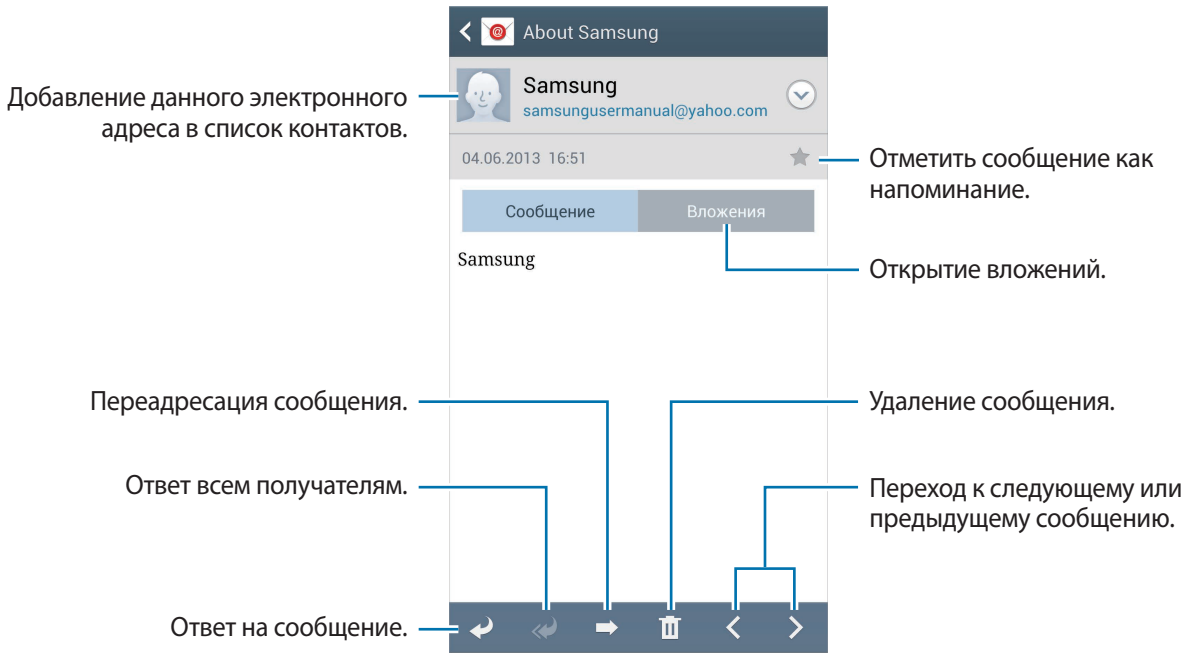 About Samsung
Samsung
samsungusermanual@yahoo.com
Добавление данного электронного
адреса в список контактов.
04.06.2013 16:51
Отметить сообщение как
напоминание.
Сообщение
Вложения
Samsung
Открытие вложений.
Переадресация сообщения.
Удаление сообщения.
Ответ всем получателям.
Переход к следующему или
предыдущему сообщению.
Ответ на сообщение.